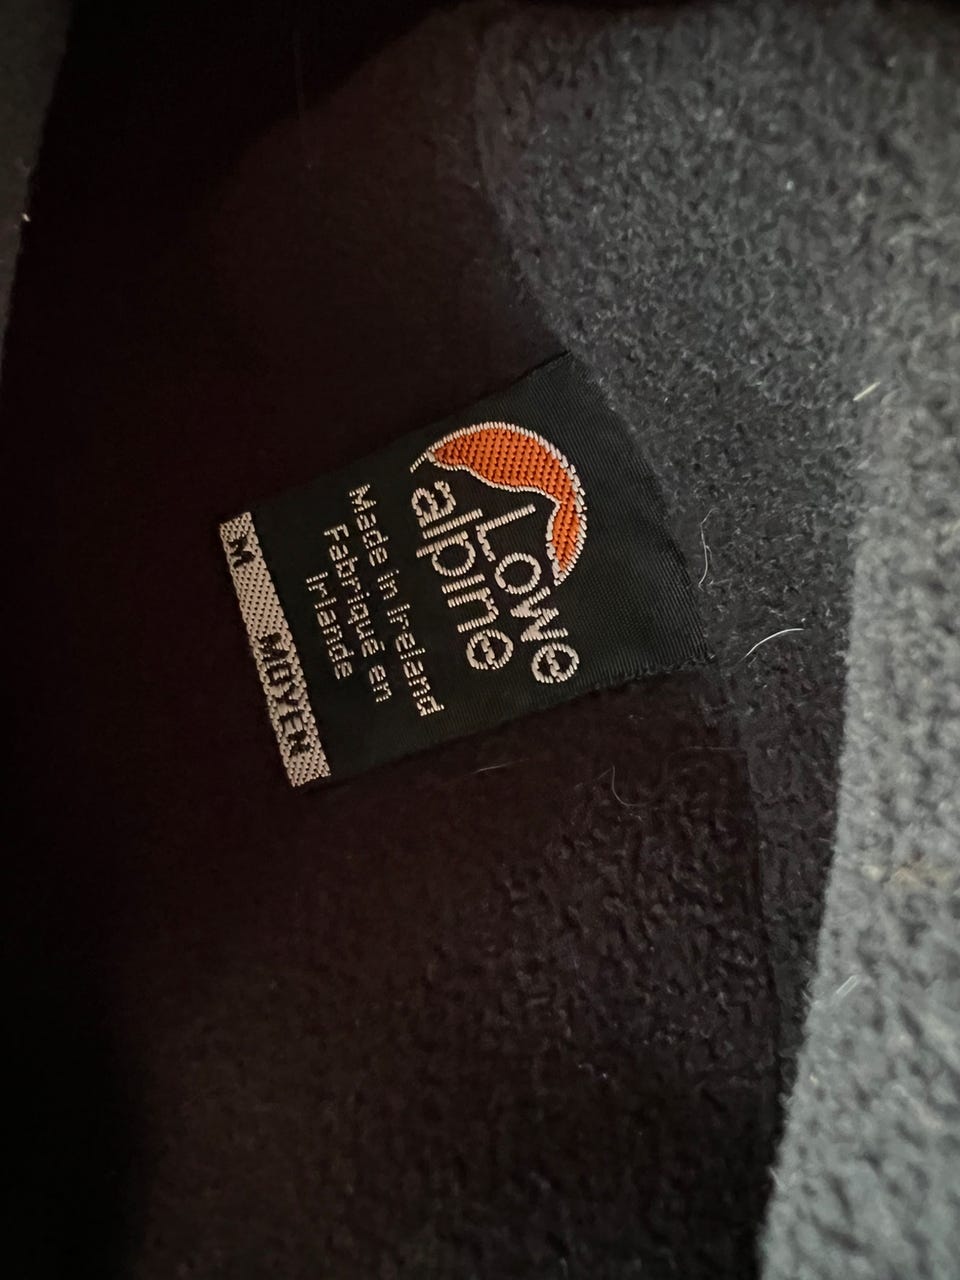 Lowe
alpine
Made in Ireland
Fabriqué en
Irlande
M MOYEN